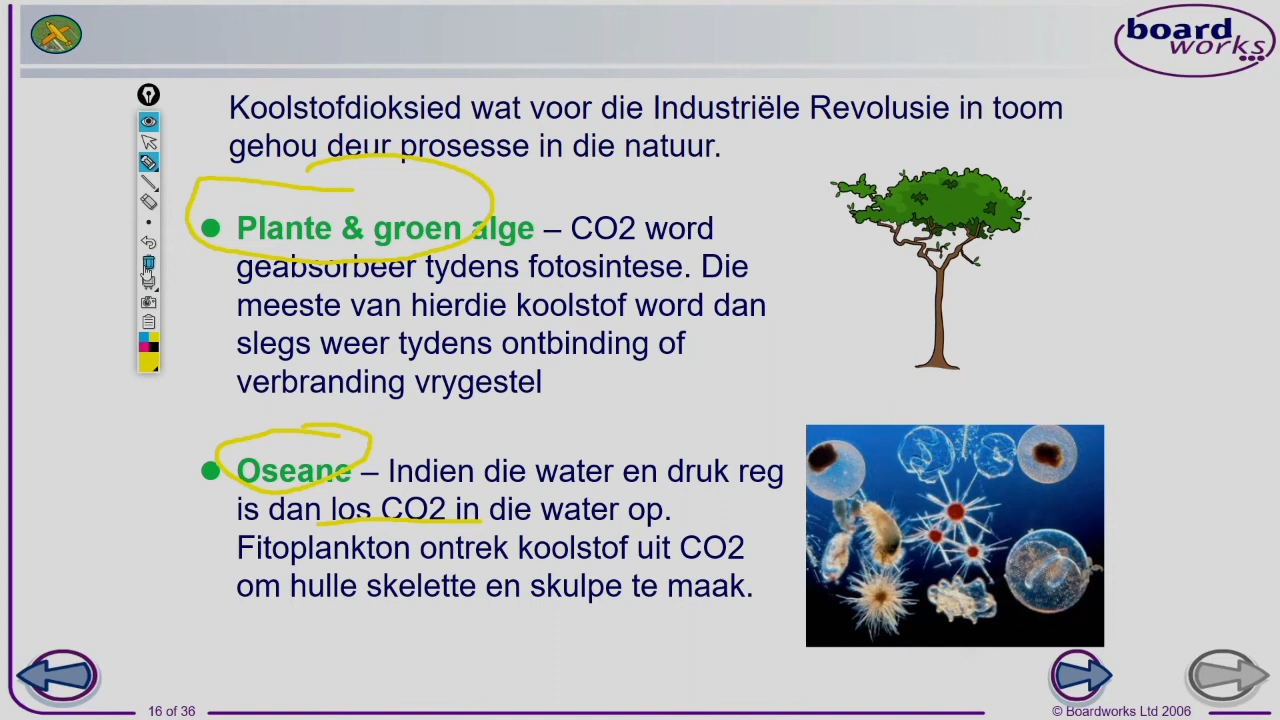 board
works
Koolstofdioksied wat voor die Industriële Revolusie in toom
gehou deur prosesse in die natuur.
Plante & groen alge – CO2 word
geabsorbeer tydens fotosintese. Die
meeste van hierdie koolstof word dan
slegs weer tydens ontbinding of
verbranding vrygestel
Oseane – Indien die water en druk reg
is dan los CO2 in die water op.
Fitoplankton ontrek koolstof uit CO2
om hulle skelette en skulpe te maak.
16 of 36
© Boardworks Ltd 2006